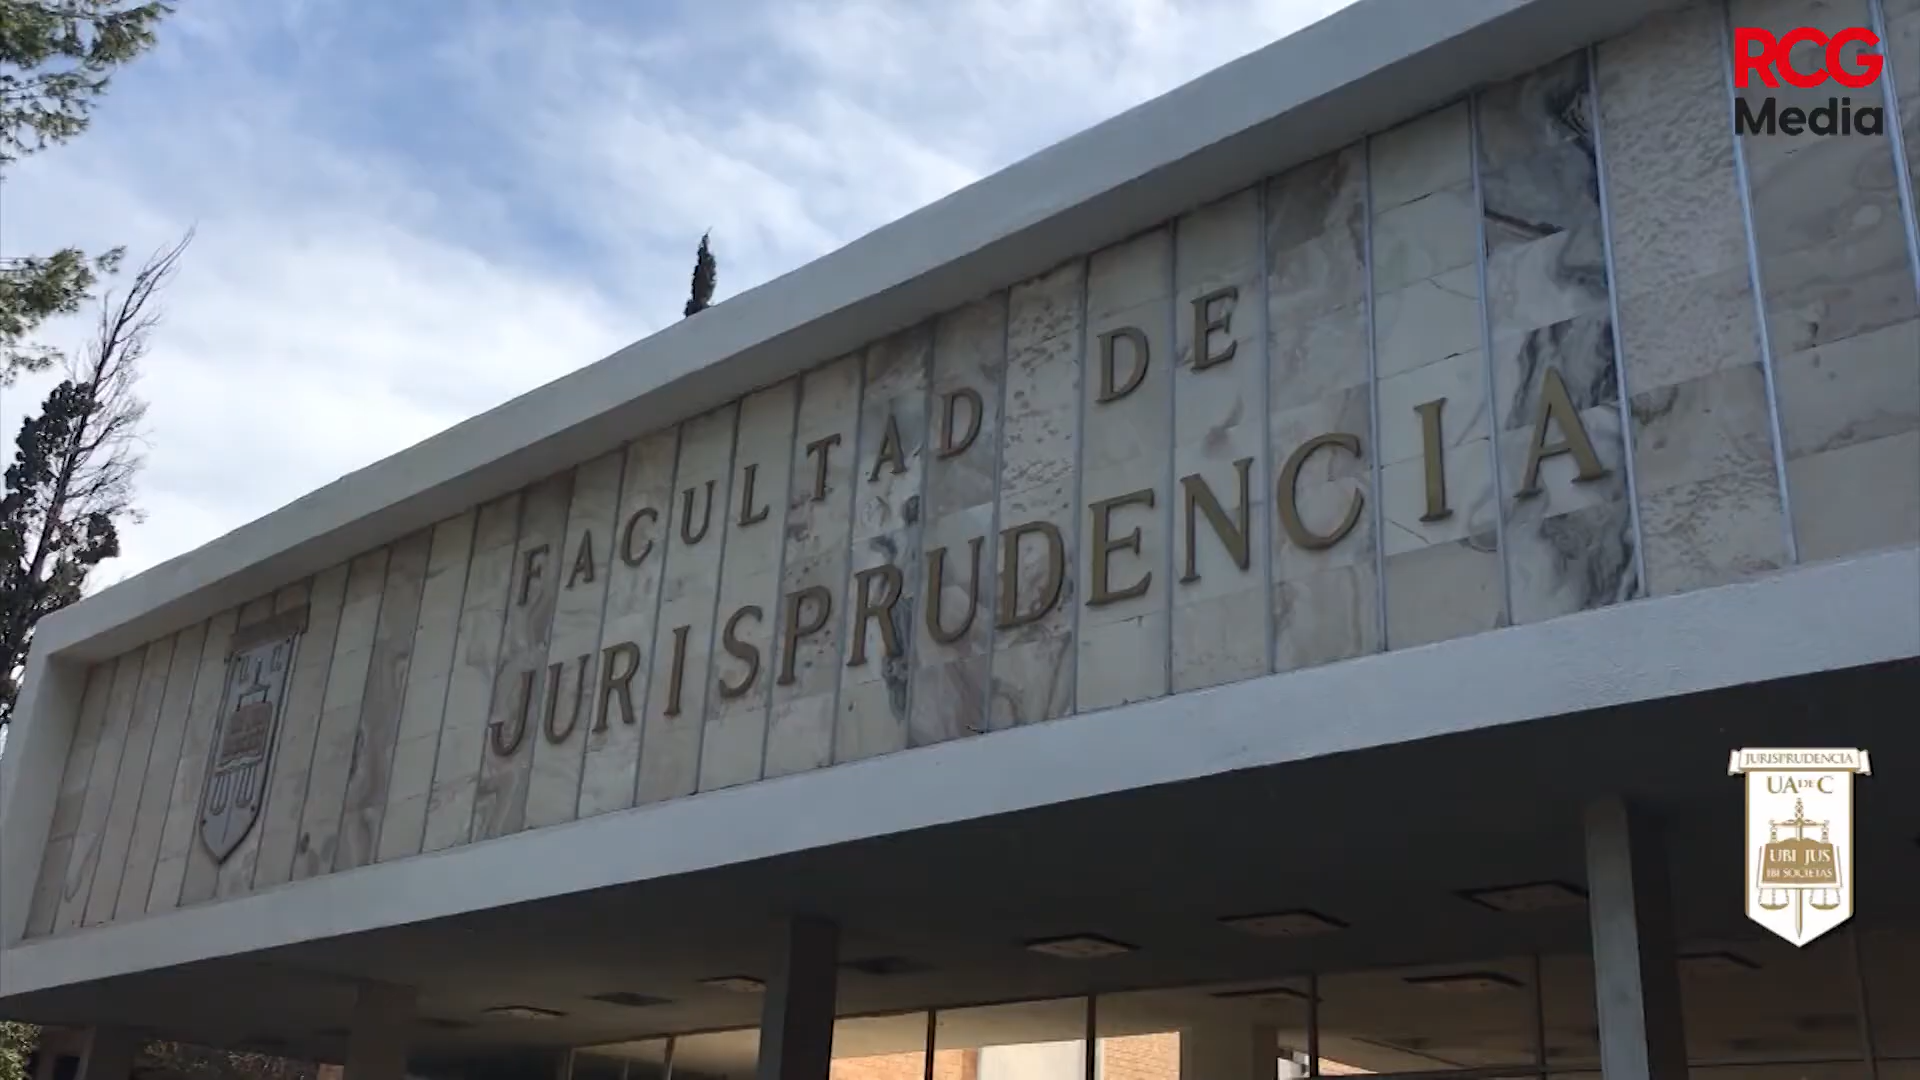 RCG
Media
FACULTAD DE
JURISPRUDENCIA
JURISPRUDENCIA
UA DE C
UBI JUS
IBI SOCIETAS